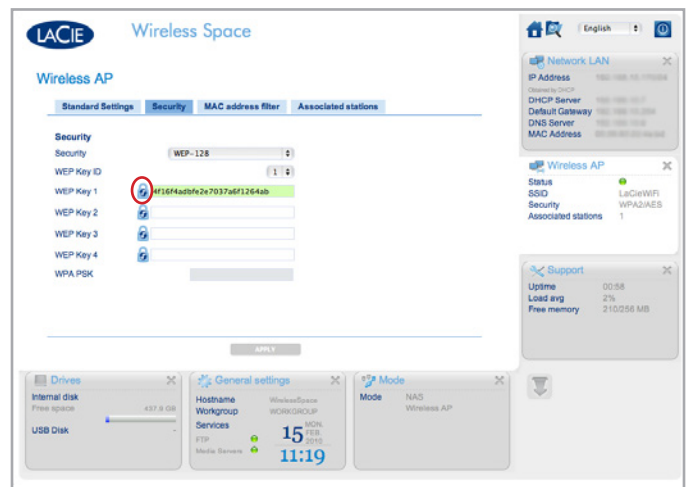 LACIE
Wireless Space
English
Wireless AP
Standard Settings Security MAC address filter Associated stations
Security
Security WEP-128
WEP Key ID 1
WEP Key 1 4f16f4adbfe2e7037a6f1264ab
WEP Key 2
WEP Key 3
WEP Key 4
WPA PSK
APPLY
Network LAN
IP Address
Obtained by DHCP
DHCP Server
Default Gateway
DNS Server
MAC Address
Wireless AP
Status
SSID LaCieWiFi
Security WPA2/AES
Associated stations 1
Support
Uptime 00:58
Load avg 2%
Free memory 210/256 MB
Drives
Internal disk
Free space 437.9 GB
USB Disk -
General settings
Hostname WirelessSpace
Workgroup WORKGROUP
Services
FTP
Media Servers
15 MON. FEB. 2010
11:19
Mode
Mode NAS
Wireless AP